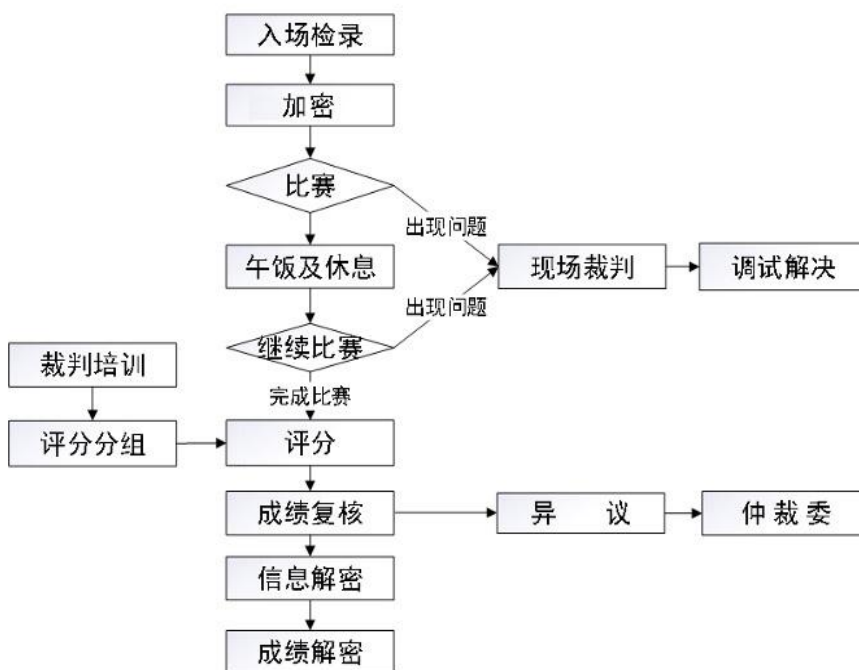 入场检录
加密
比赛
出现问题
午饭及休息
现场裁判
调试解决
出现问题
继续比赛
裁判培训
完成比赛
评分分组
评分
成绩复核
异 议
仲裁委
信息解密
成绩解密